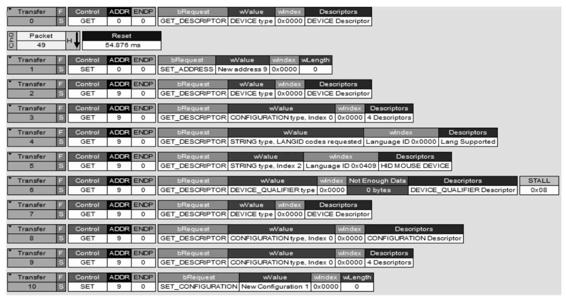 Transfer F Control ADDR ENDP bRequest wValue wIndex Descriptors
0 S GET 0 0 GET_DESCRIPTOR DEVICE type 0x0000 DEVICE Descriptor
Packet H Reset
49 54.876 ms
Transfer F Control ADDR ENDP bRequest wValue wIndex wLength
1 S SET 0 0 SET_ADDRESS New address 9 0x0000 0
Transfer F Control ADDR ENDP bRequest wValue wIndex Descriptors
2 S GET 9 0 GET_DESCRIPTOR DEVICE type 0x0000 DEVICE Descriptor
Transfer F Control ADDR ENDP bRequest wValue wIndex Descriptors
3 S GET 9 0 GET_DESCRIPTOR CONFIGURATION type, Index 0 0x0000 4 Descriptors
Transfer F Control ADDR ENDP bRequest wValue wIndex Descriptors
4 S GET 9 0 GET_DESCRIPTOR STRING type, LANGID codes requested Language ID 0x0000 Lang Supported
Transfer F Control ADDR ENDP bRequest wValue wIndex Descriptors
5 S GET 9 0 GET_DESCRIPTOR STRING type, Index 2 Language ID 0x0409 HID MOUSE DEVICE
Transfer F Control ADDR ENDP bRequest wValue wIndex Not Enough Data Descriptors STALL
6 S GET 9 0 GET_DESCRIPTOR DEVICE_QUALIFIER type 0x0000 0 bytes DEVICE_QUALIFIER Descriptor 0x08
Transfer F Control ADDR ENDP bRequest wValue wIndex Descriptors
7 S GET 9 0 GET_DESCRIPTOR DEVICE type 0x0000 DEVICE Descriptor
Transfer F Control ADDR ENDP bRequest wValue wIndex Descriptors
8 S GET 9 0 GET_DESCRIPTOR CONFIGURATION type, Index 0 0x0000 CONFIGURATION Descriptor
Transfer F Control ADDR ENDP bRequest wValue wIndex Descriptors
9 S GET 9 0 GET_DESCRIPTOR CONFIGURATION type, Index 0 0x0000 4 Descriptors
Transfer F Control ADDR ENDP bRequest wValue wIndex wLength
10 S SET 9 0 SET_CONFIGURATION New Configuration 1 0x0000 0